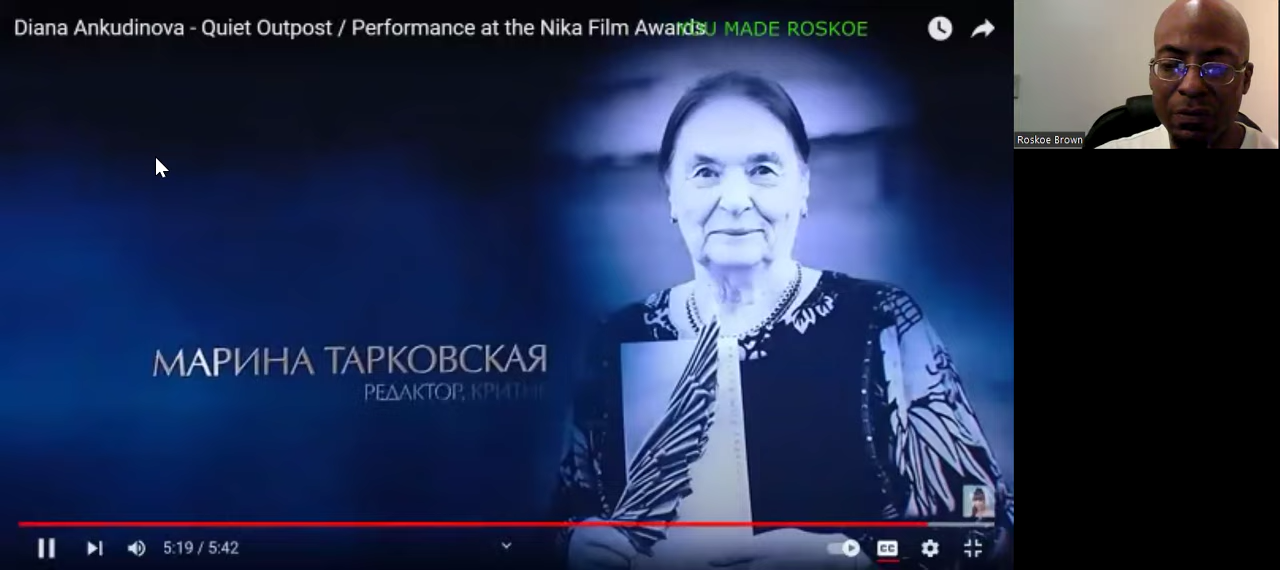 Diana Ankudinova - Quiet Outpost / Performance at the Nika Film Awards
YOU MADE ROSKOE
Roskoe Brown
МАРИНА ТАРКОВСКАЯ
РЕДАКТОР, КРИТИК
5:19 / 5:42
CC